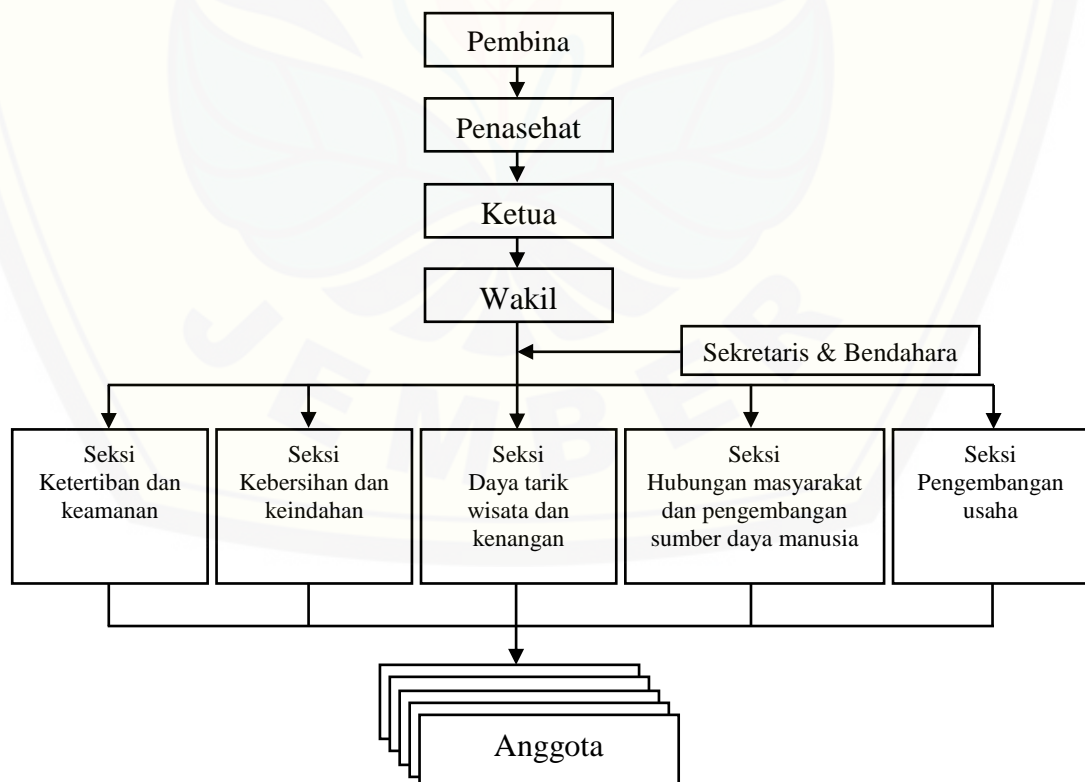 Pembina
Penasehat
Ketua
Wakil
Sekretaris & Bendahara
Seksi
Ketertiban dan
keamanan
Seksi
Kebersihan dan
keindahan
Seksi
Daya tarik
wisata dan
kenangan
Seksi
Hubungan masyarakat
dan pengembangan
sumber daya manusia
Seksi
Pengembangan
usaha
Anggota
JEMBER